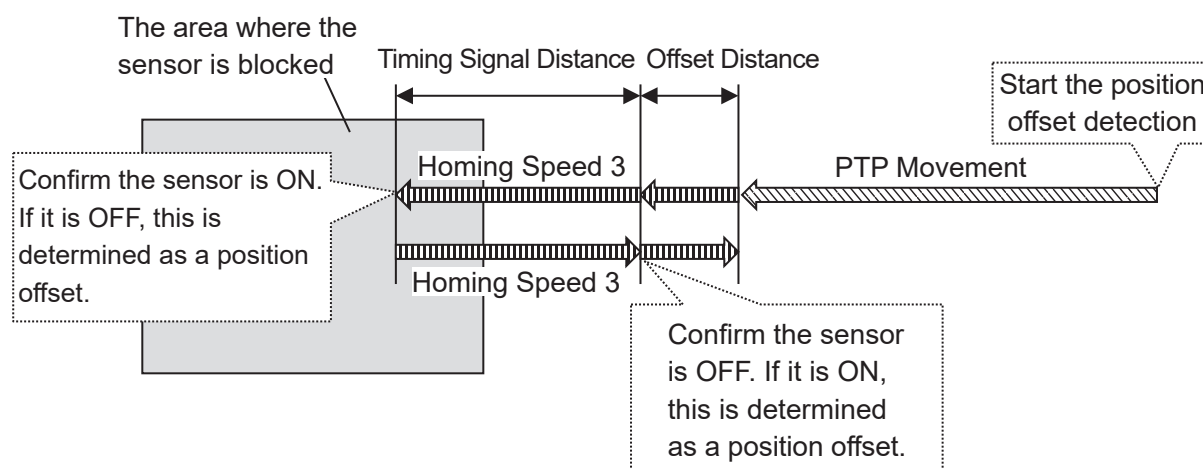 The area where the
sensor is blocked
Timing Signal Distance
Offset Distance
Start the position
offset detection
Homing Speed 3
PTP Movement
Confirm the sensor is ON.
If it is OFF, this is
determined as a position
offset.
Homing Speed 3
Confirm the sensor
is OFF. If it is ON,
this is determined
as a position offset.